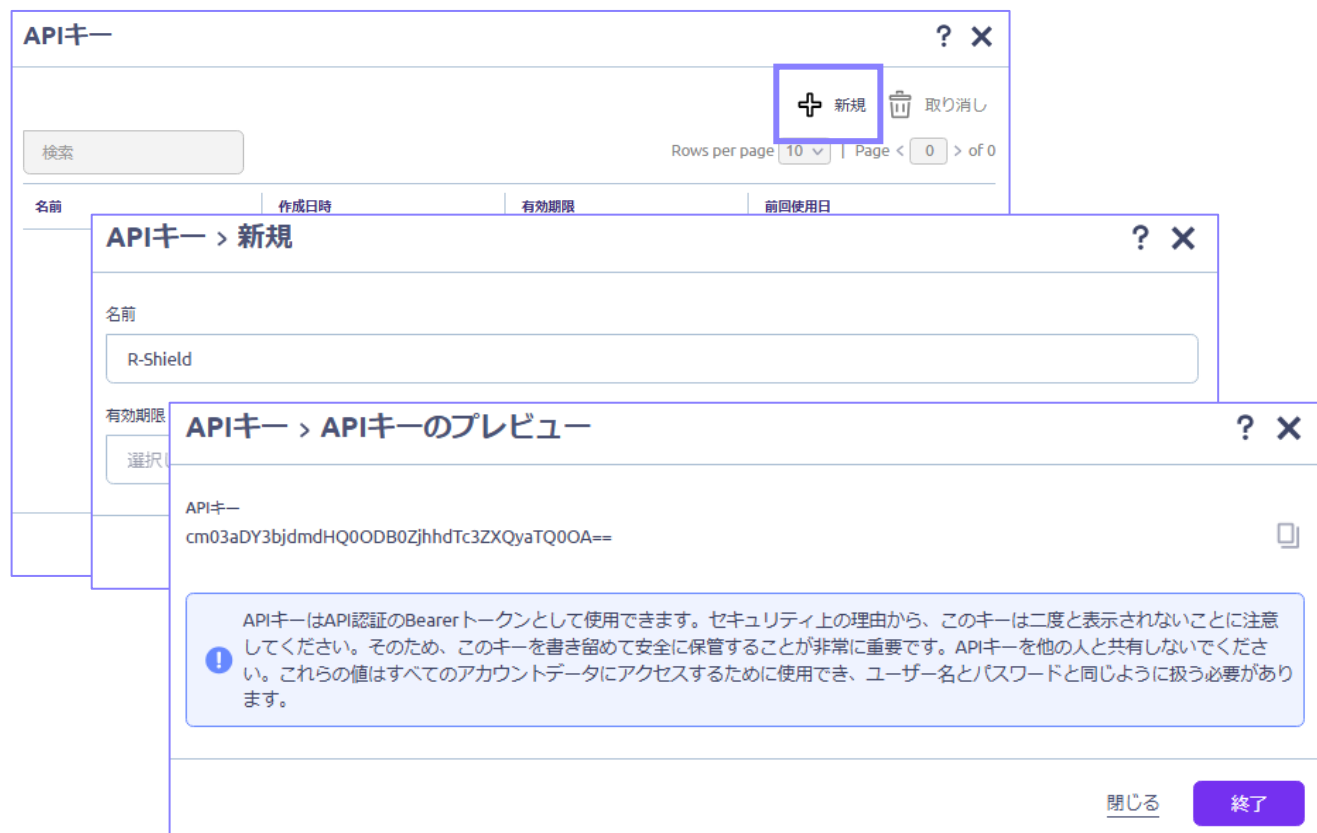 APIキー
? ✕
新規 取り消し
検索
Rows per page 10 | Page < 0 > of 0
名前 作成日時 有効期限 前回使用日
APIキー > 新規
? ✕
名前
R-Shield
有効期限
選択
APIキー > APIキーのプレビュー
? ✕
APIキー
cm03aDY3bjdmdHQ0ODB0ZjhhdTc3ZXQyaTQ0OA==
APIキーはAPI認証のBearerトークンとして使用できます。セキュリティ上の理由から、このキーは二度と表示されないことに注意
してください。そのため、このキーを書き留めて安全に保管することが非常に重要です。APIキーを他の人と共有しないでくださ
い。これらの値はすべてのアカウントデータにアクセスするために使用でき、ユーザー名とパスワードと同じように扱う必要があり
ます。
閉じる 終了